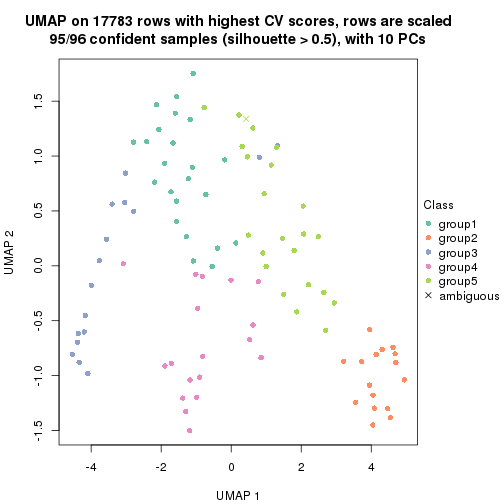 UMAP on 17783 rows with highest CV scores, rows are scaled
95/96 confident samples (silhouette > 0.5), with 10 PCs
1.5
1.0
0.5
0.0
-0.5
-1.0
-1.5
UMAP 2
-4
-2
0
2
4
UMAP 1
Class
group1
group2
group3
group4
group5
ambiguous